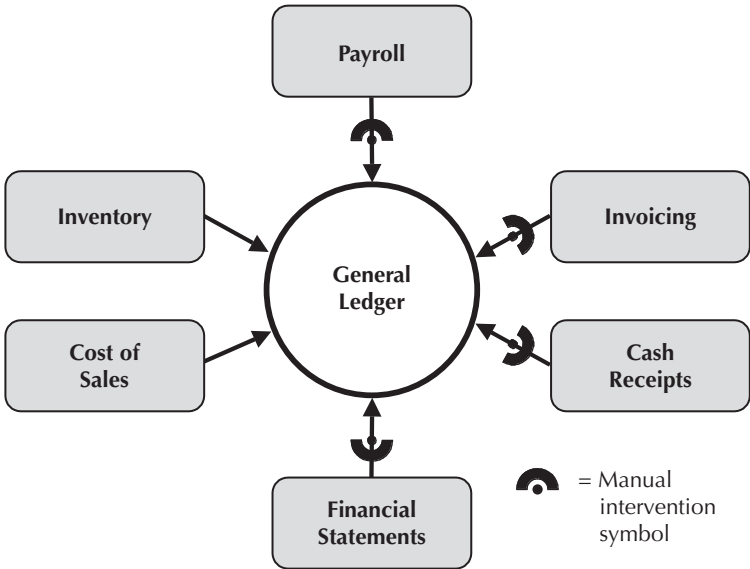 Payroll
Inventory
Invoicing
General
Ledger
Cost of
Sales
Cash
Receipts
Financial
Statements
= Manual
intervention
symbol